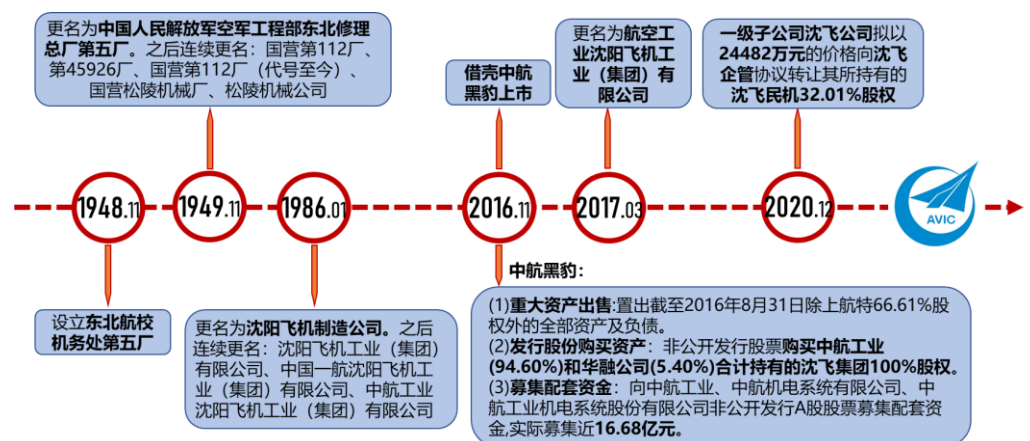 更名为中国人民解放军空军工程部东北修理
总厂第五厂。之后连续更名：国营第112厂、
第45926厂、国营第112厂（代号至今）、
国营松陵机械厂、松陵机械公司
借壳中航
黑豹上市
更名为航空工
业沈阳飞机工
业（集团）有
限公司
一级子公司沈飞公司拟以
24482万元的价格向沈飞
企管协议转让其所持有的
沈飞民机32.01%股权
1948.11
1949.11
1986.01
2016.11
2017.03
2020.12
AVIC
设立东北航校
机务处第五厂
更名为沈阳飞机制造公司。之后
连续更名：沈阳飞机工业（集团）
有限公司、中国一航沈阳飞机工
业（集团）有限公司、中航工业
沈阳飞机工业（集团）有限公司
中航黑豹：
(1)重大资产出售:置出截至2016年8月31日除上航特66.61%股
权外的全部资产及负债。
(2)发行股份购买资产：非公开发行股票购买中航工业
(94.60%)和华融公司(5.40%)合计持有的沈飞集团100%股权。
(3)募集配套资金：向中航工业、中航机电系统有限公司、中
航工业机电系统股份有限公司非公开发行A股股票募集配套资
金,实际募集近16.68亿元。